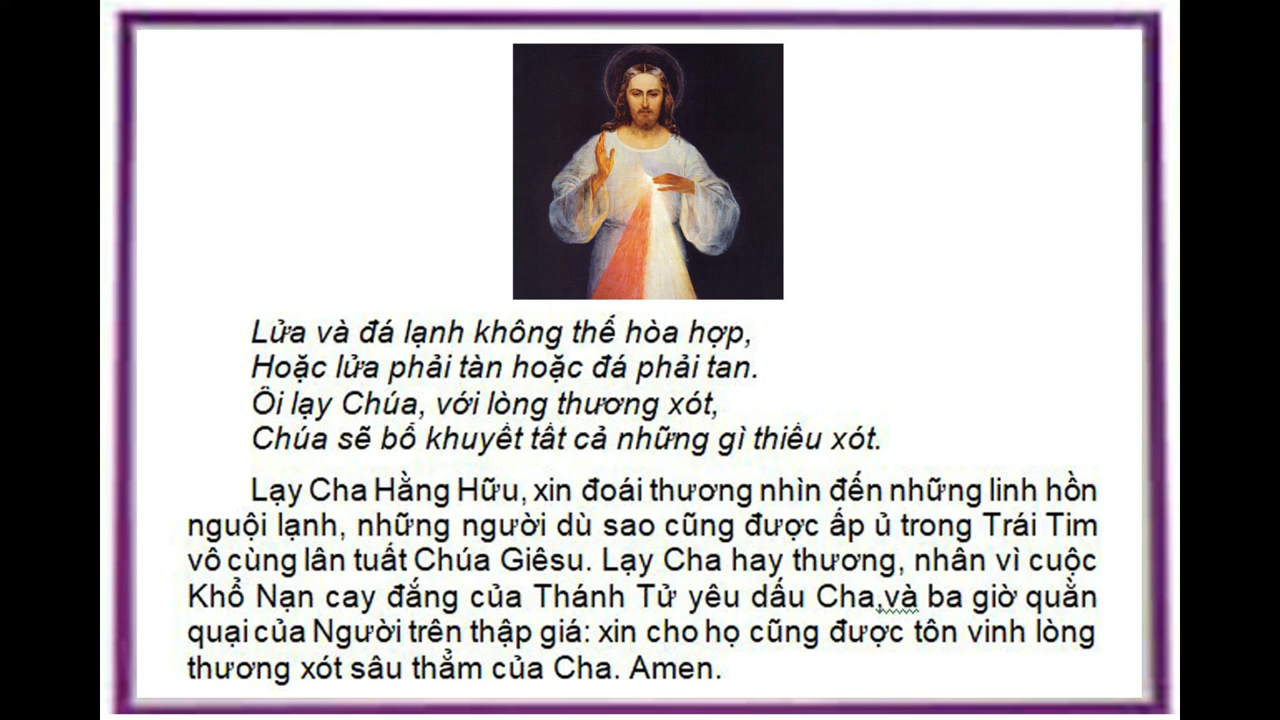 Lửa và đá lạnh không thể hòa hợp,
Hoặc lửa phải tàn hoặc đá phải tan.
Ôi lạy Chúa, với lòng thương xót,
Chúa sẽ bổ khuyết tất cả những gì thiếu xót.
Lạy Cha Hằng Hữu, xin đoái thương nhìn đến những linh hồn
nguội lạnh, những người dù sao cũng được ấp ủ trong Trái Tim
vô cùng lân tuất Chúa Giêsu. Lạy Cha hay thương, nhân vì cuộc
Khổ Nạn cay đắng của Thánh Tử yêu dấu Cha,và ba giờ quằn
quại của Người trên thập giá: xin cho họ cũng được tôn vinh lòng
thương xót sâu thẳm của Cha. Amen.